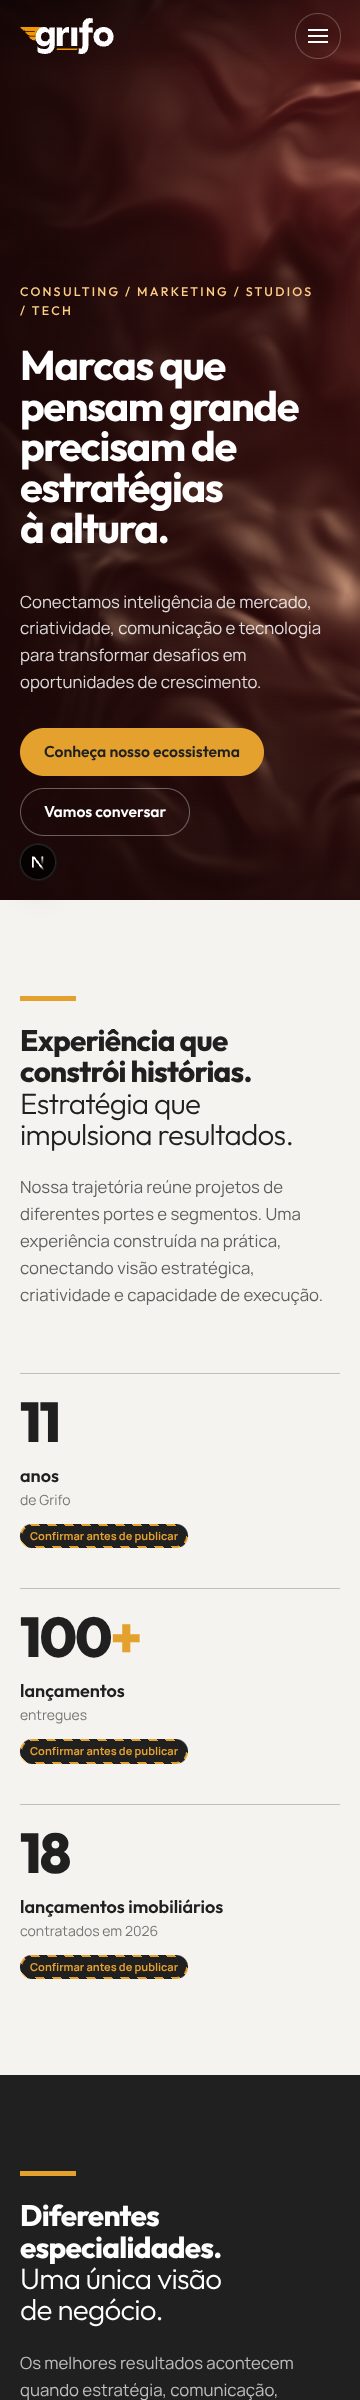 grifo
CONSULTING / MARKETING / STUDIOS
/ TECH
Marcas que
pensam grande
precisam de
estratégias
à altura.
Conectamos inteligência de mercado,
criatividade, comunicação e tecnologia
para transformar desafios em
oportunidades de crescimento.
Conheça nosso ecossistema
Vamos conversar
N
Experiência que
constrói histórias.
Estratégia que
impulsiona resultados.
Nossa trajetória reúne projetos de
diferentes portes e segmentos. Uma
experiência construída na prática,
conectando visão estratégica,
criatividade e capacidade de execução.
11
anos
de Grifo
Confirmar antes de publicar
100+
lançamentos
entregues
Confirmar antes de publicar
18
lançamentos imobiliários
contratados em 2026
Confirmar antes de publicar
Diferentes
especialidades.
Uma única visão
de negócio.
Os melhores resultados acontecem
quando estratégia, comunicação,